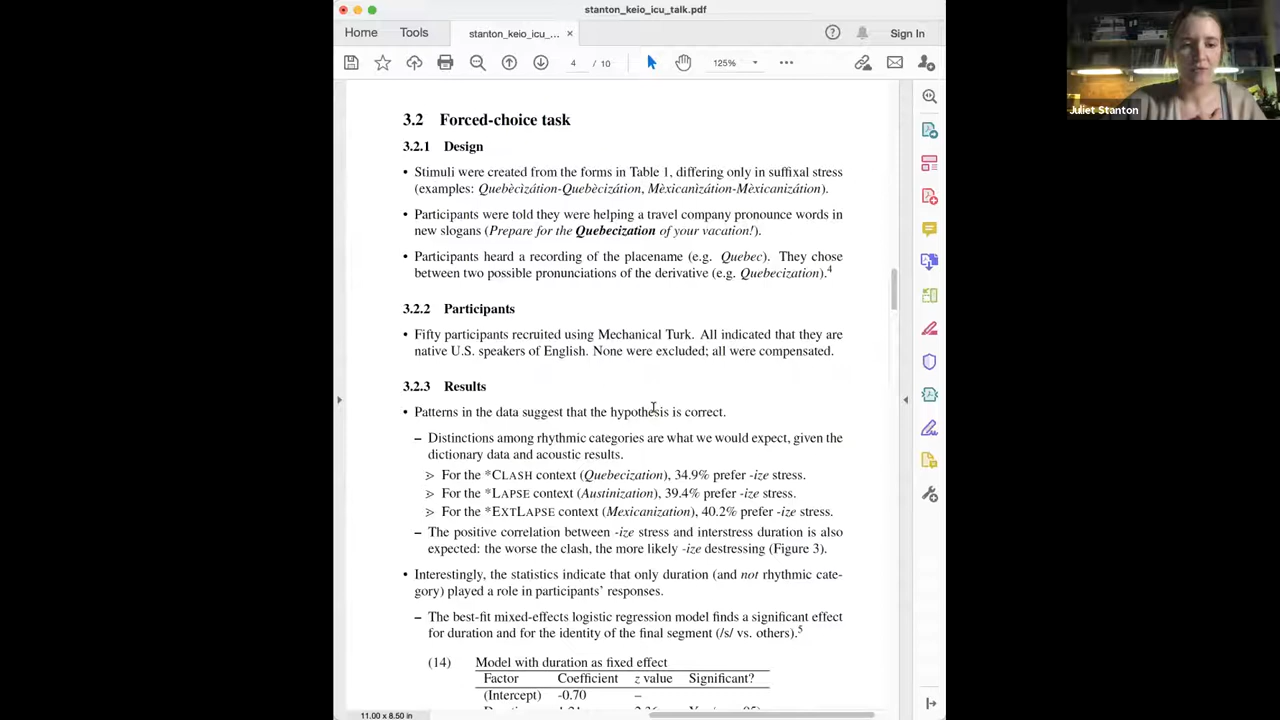 stanton_keio_icu_talk.pdf
Home
Tools
stanton_keio_icu_...
Sign In
4 / 10
125%
Juliet Stanton
3.2 Forced-choice task
3.2.1 Design
• Stimuli were created from the forms in Table 1, differing only in suffixal stress
(examples: Quebècìzátion-Quebècizátion, Mèxicanìzátion-Mèxicanizátion).
• Participants were told they were helping a travel company pronounce words in
new slogans (Prepare for the Quebecization of your vacation!).
• Participants heard a recording of the placename (e.g. Quebec). They chose
between two possible pronunciations of the derivative (e.g. Quebecization).4
3.2.2 Participants
• Fifty participants recruited using Mechanical Turk. All indicated that they are
native U.S. speakers of English. None were excluded; all were compensated.
3.2.3 Results
• Patterns in the data suggest that the hypothesis is correct.
– Distinctions among rhythmic categories are what we would expect, given the
dictionary data and acoustic results.
➢ For the *CLASH context (Quebecization), 34.9% prefer -ize stress.
➢ For the *LAPSE context (Austinization), 39.4% prefer -ize stress.
➢ For the *EXTLAPSE context (Mexicanization), 40.2% prefer -ize stress.
– The positive correlation between -ize stress and interstress duration is also
expected: the worse the clash, the more likely -ize destressing (Figure 3).
• Interestingly, the statistics indicate that only duration (and not rhythmic cate-
gory) played a role in participants' responses.
– The best-fit mixed-effects logistic regression model finds a significant effect
for duration and for the identity of the final segment (/s/ vs. others).5
(14) Model with duration as fixed effect
Factor Coefficient z value Significant?
(Intercept) -0.70 –
11.00 x 8.50 in